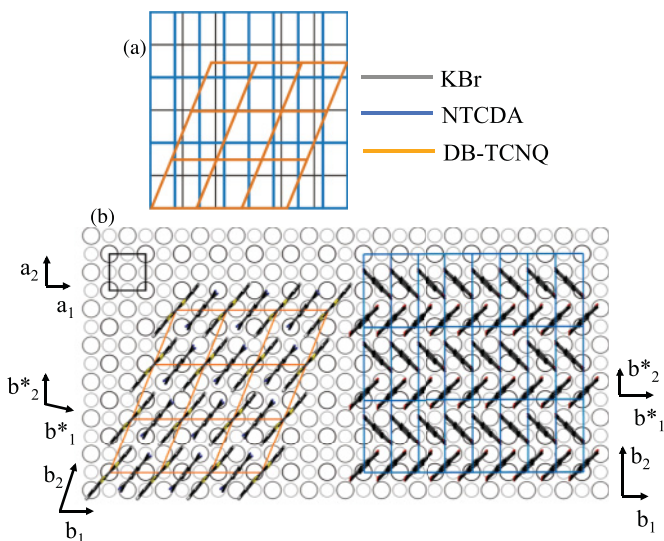 (a)
KBr
NTCDA
DB-TCNQ
(b)
a2
a1
b*2
b*1
b2
b1
b*2
b*1
b2
b1